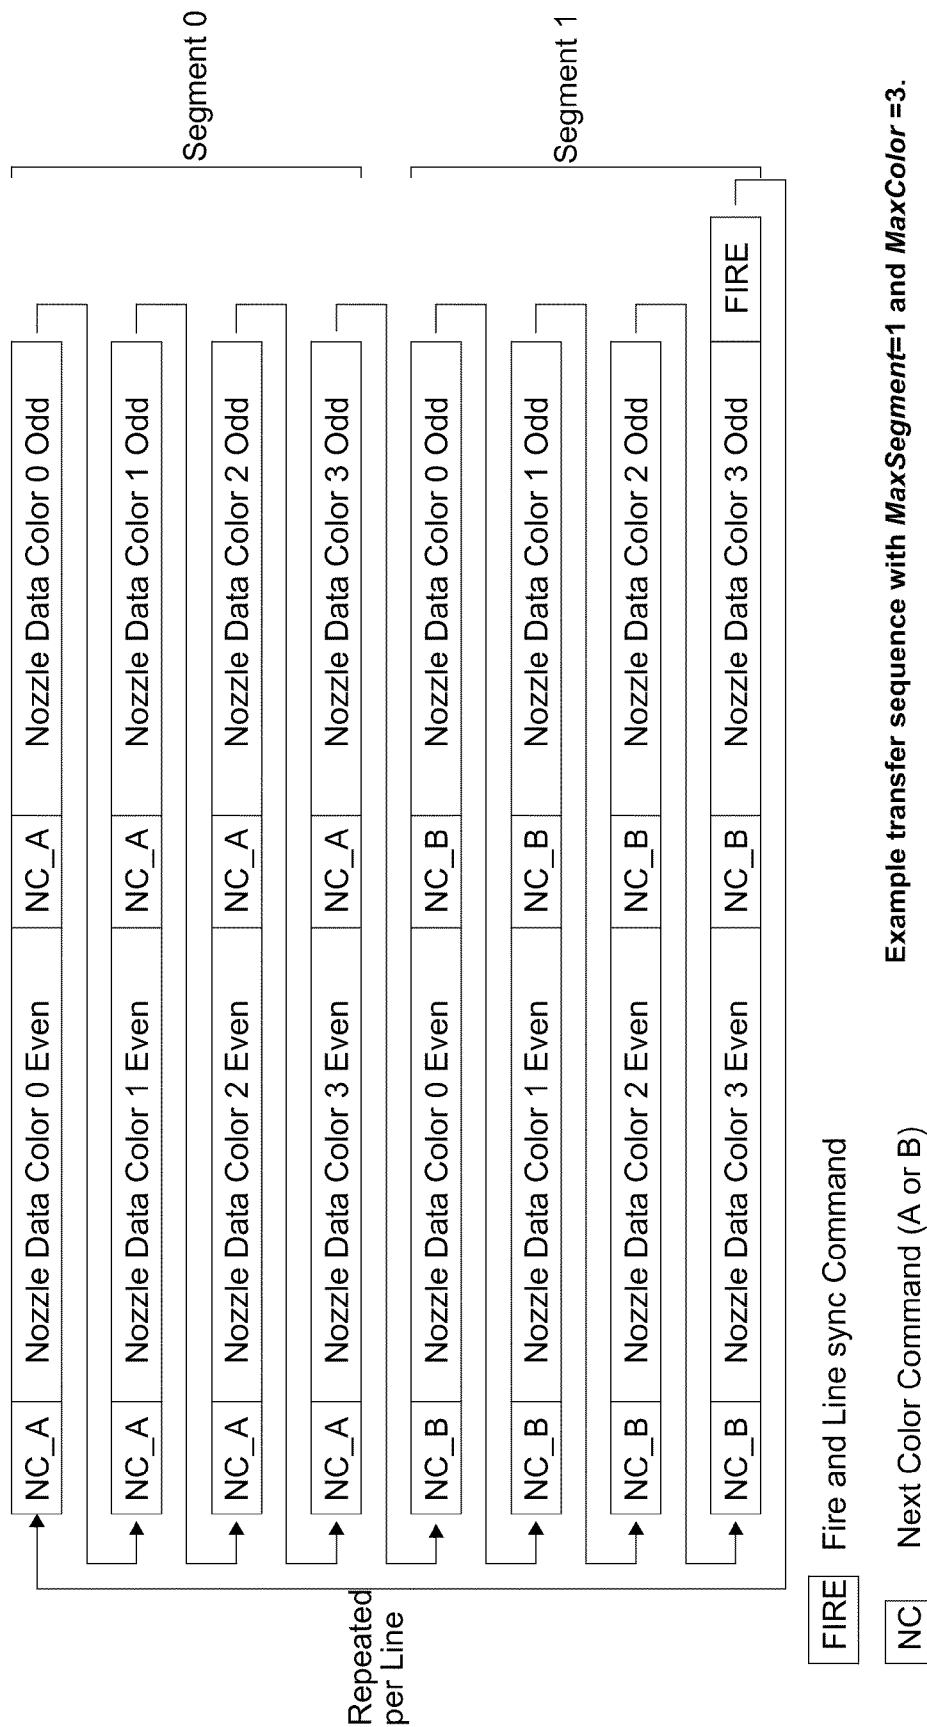 NC_A Nozzle Data Color 0 Even NC_A Nozzle Data Color 0 Odd
NC_A Nozzle Data Color 1 Even NC_A Nozzle Data Color 1 Odd
NC_A Nozzle Data Color 2 Even NC_A Nozzle Data Color 2 Odd
NC_A Nozzle Data Color 3 Even NC_A Nozzle Data Color 3 Odd
Segment 0
NC_B Nozzle Data Color 0 Even NC_B Nozzle Data Color 0 Odd
NC_B Nozzle Data Color 1 Even NC_B Nozzle Data Color 1 Odd
NC_B Nozzle Data Color 2 Even NC_B Nozzle Data Color 2 Odd
NC_B Nozzle Data Color 3 Even NC_B Nozzle Data Color 3 Odd FIRE
Segment 1
Repeated
per Line
FIRE Fire and Line sync Command
NC Next Color Command (A or B)
Example transfer sequence with MaxSegment=1 and MaxColor =3.